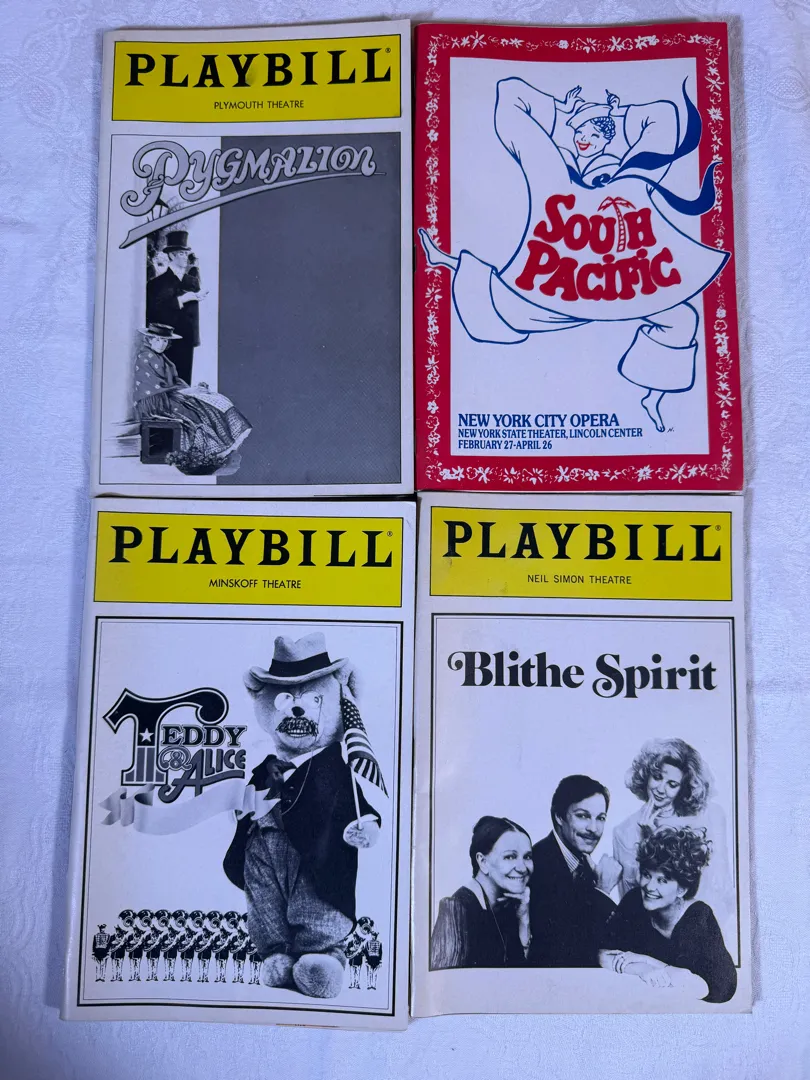 PLAYBILL®
PLYMOUTH THEATRE
PYGMALION
SOUTH
PACIFIC
NEW YORK CITY OPERA
NEW YORK STATE THEATER, LINCOLN CENTER
FEBRUARY 27-APRIL 26
PLAYBILL®
MINSKOFF THEATRE
TEDDY
& ALICE
PLAYBILL®
NEIL SIMON THEATRE
Blithe Spirit